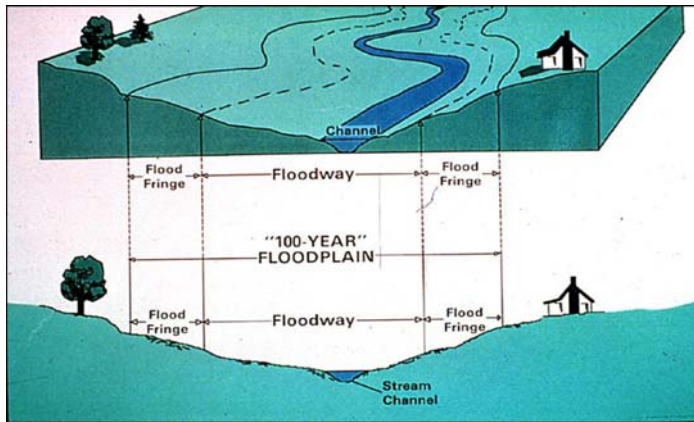 Channel
Flood
Fringe
Floodway
Flood
Fringe
"100-YEAR"
FLOODPLAIN
Flood
Fringe
Floodway
Flood
Fringe
Stream
Channel